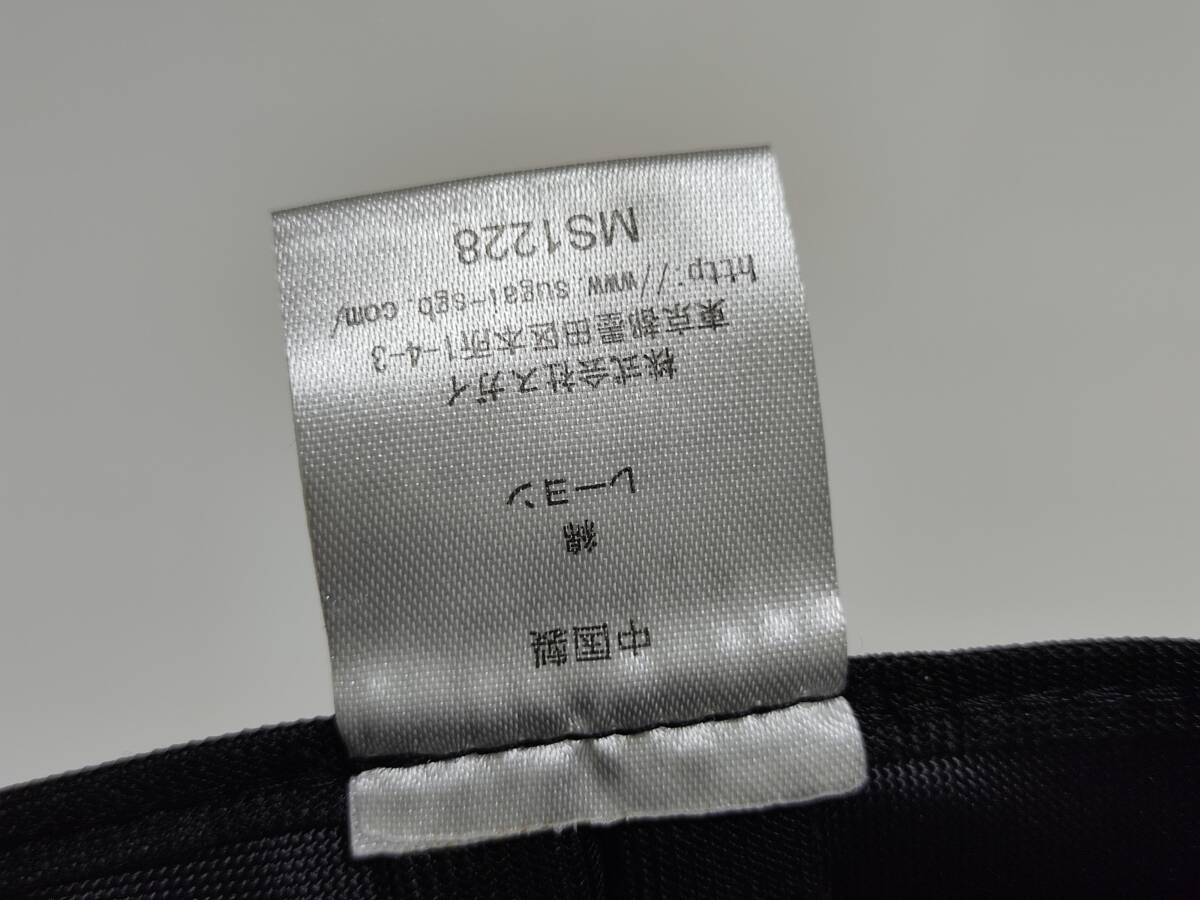 中国製
綿
レーヨン
株式会社スガイ
東京都墨田区本所1-4-3
http://www.sugai-sgb.com/
MS1228